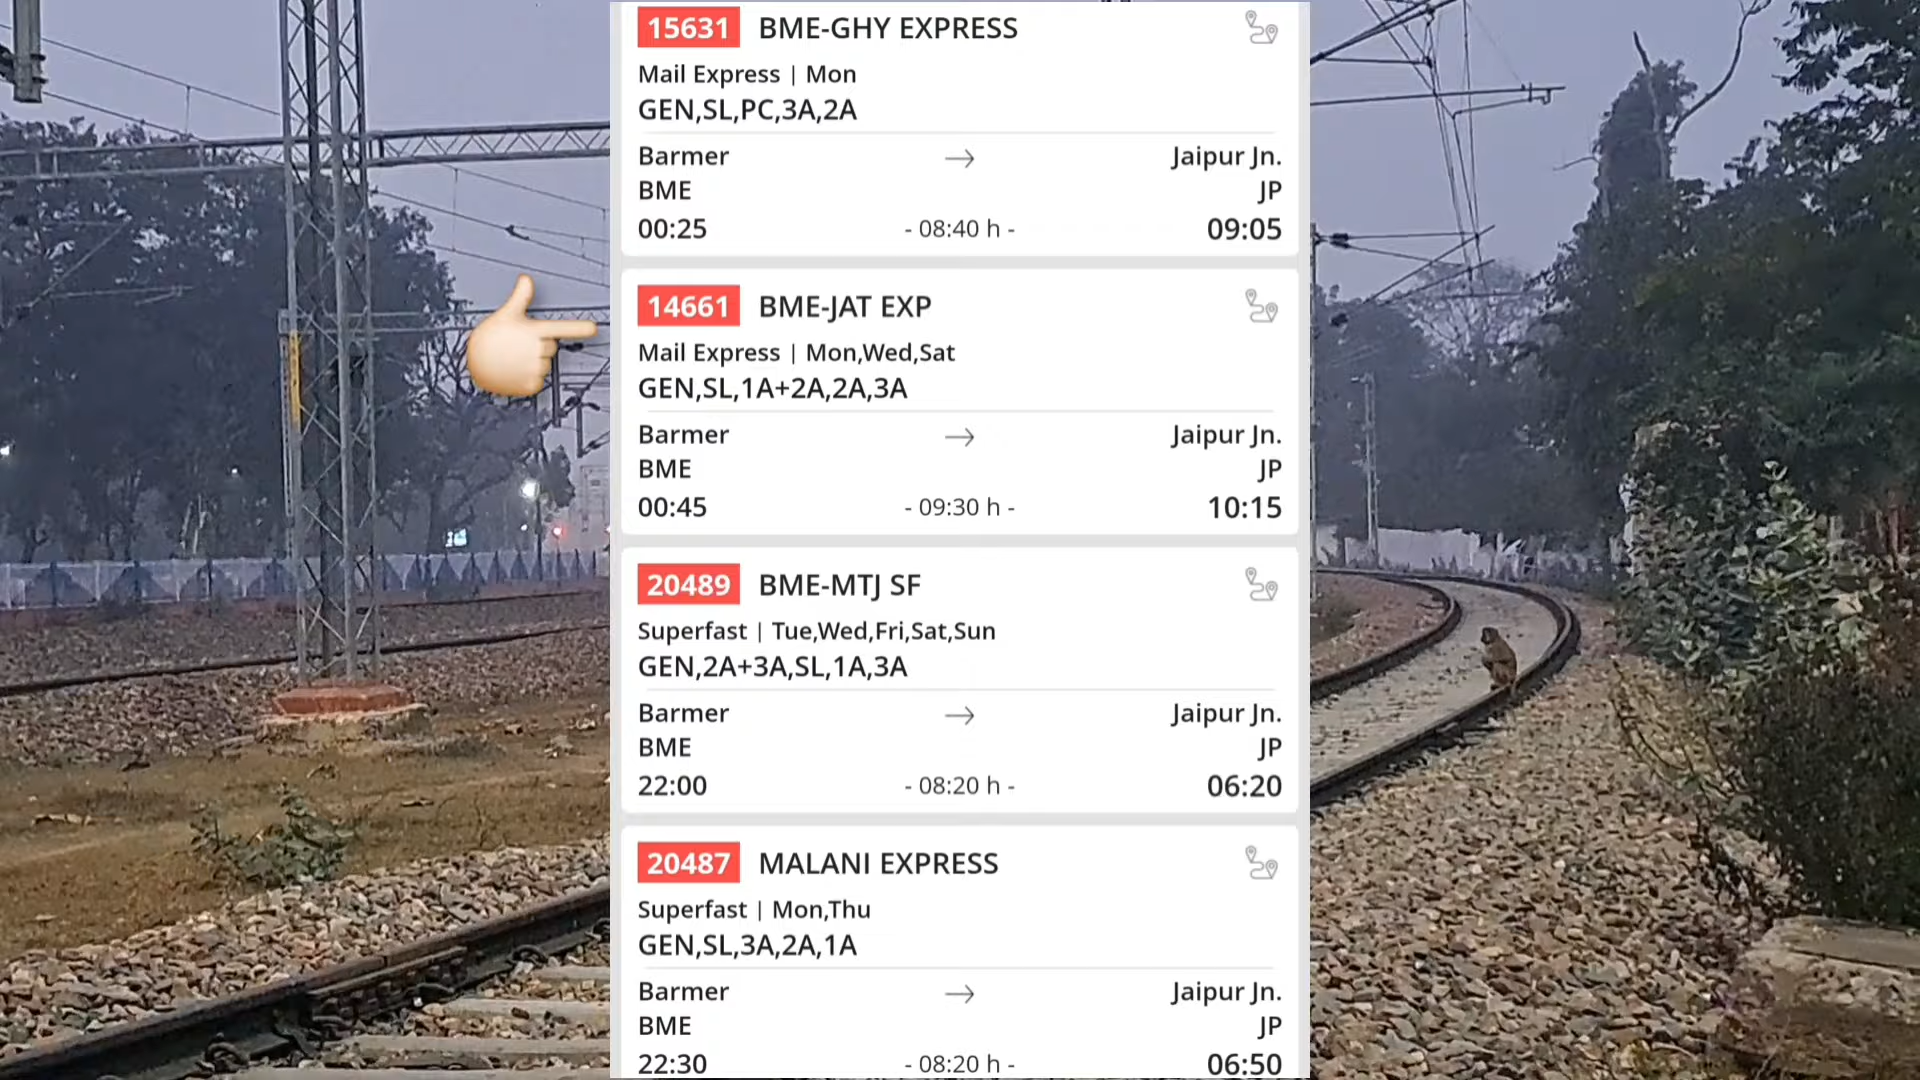 15631 BME-GHY EXPRESS
Mail Express | Mon
GEN,SL,PC,3A,2A
Barmer → Jaipur Jn.
BME JP
00:25 - 08:40 h - 09:05
14661 BME-JAT EXP
Mail Express | Mon,Wed,Sat
GEN,SL,1A+2A,2A,3A
Barmer → Jaipur Jn.
BME JP
00:45 - 09:30 h - 10:15
20489 BME-MTJ SF
Superfast | Tue,Wed,Fri,Sat,Sun
GEN,2A+3A,SL,1A,3A
Barmer → Jaipur Jn.
BME JP
22:00 - 08:20 h - 06:20
20487 MALANI EXPRESS
Superfast | Mon,Thu
GEN,SL,3A,2A,1A
Barmer → Jaipur Jn.
BME JP
22:30 - 08:20 h - 06:50